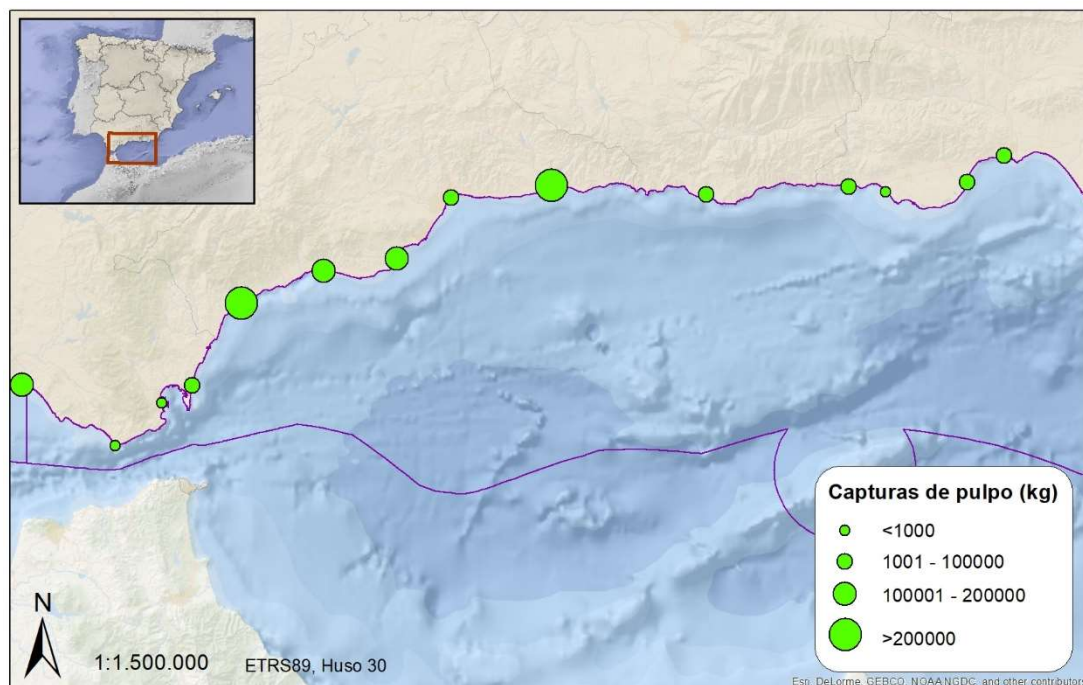 Capturas de pulpo (kg)
<1000
1001 - 100000
100001 - 200000
>200000
N
1:1.500.000
ETRS89, Huso 30
Esri, DeLorme, GEBCO, NOAA NGDC, and other contributors